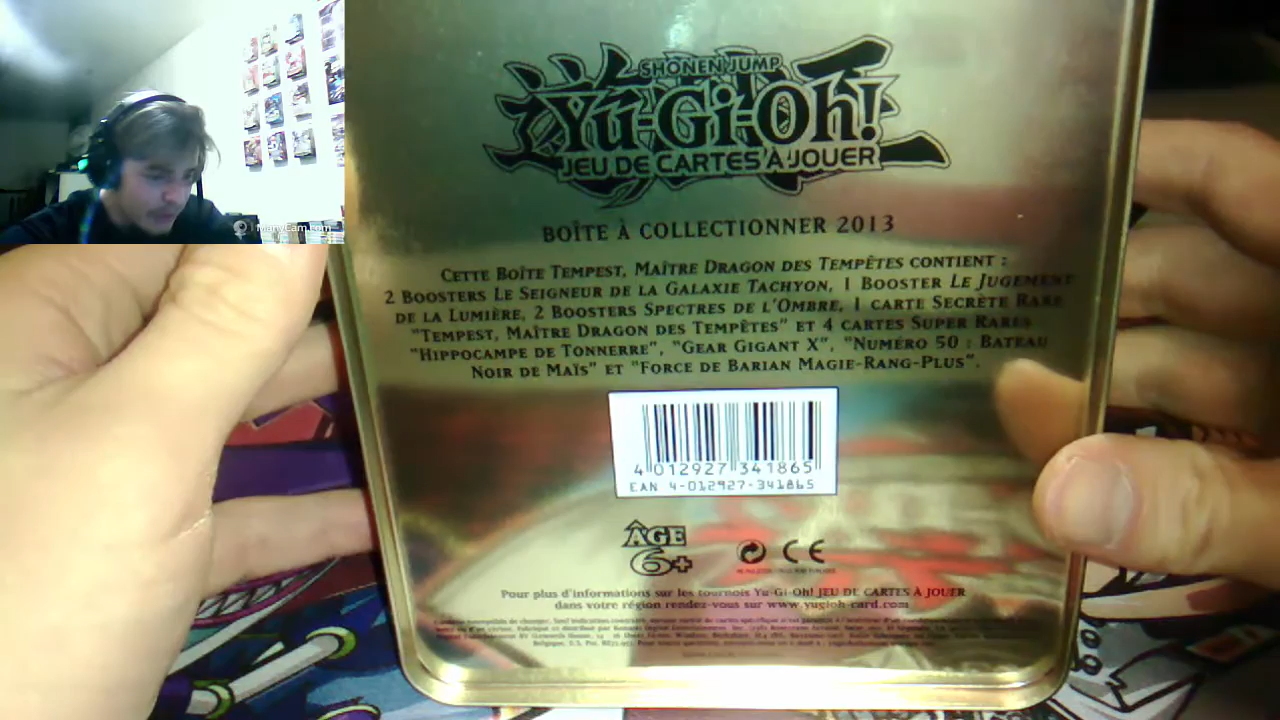 ManyCam.com
SHONEN JUMP
Yu-Gi-Oh!
JEU DE CARTES À JOUER
BOÎTE À COLLECTIONNER 2013
CETTE BOÎTE TEMPEST, MAÎTRE DRAGON DES TEMPÊTES CONTIENT :
2 BOOSTERS LE SEIGNEUR DE LA GALAXIE TACHYON, 1 BOOSTER LE JUGEMENT
DE LA LUMIÈRE, 2 BOOSTERS SPECTRES DE L'OMBRE, 1 CARTE SECRÈTE RARE
"TEMPEST, MAÎTRE DRAGON DES TEMPÊTES" ET 4 CARTES SUPER RARES
"HIPPOCAMPE DE TONNERRE", "GEAR GIGANT X", "NUMÉRO 50 : BATEAU
NOIR DE MAÏS" ET "FORCE DE BARIAN MAGIE-RANG-PLUS".
4 012927 341865
EAN 4-012927-341865
ÂGE
6+
CE
Pour plus d'informations sur les tournois Yu-Gi-Oh! JEU DE CARTES À JOUER
dans votre région rendez-vous sur www.yugioh-card.com